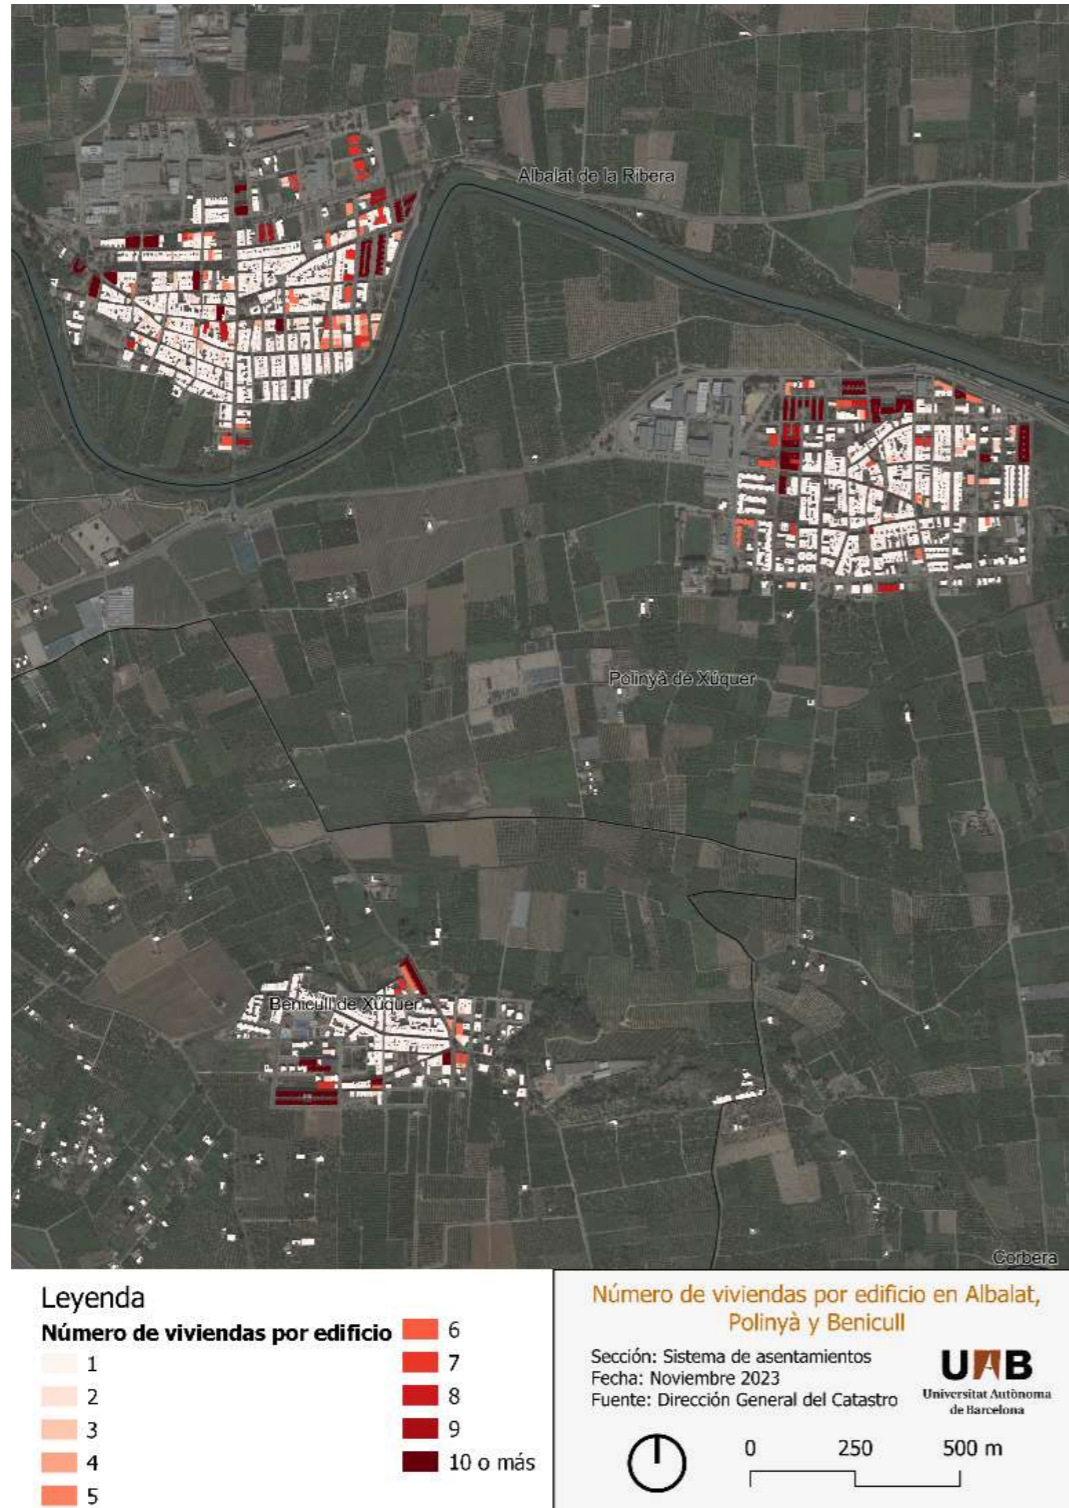 Albalat de la Ribera
Polinyà de Xúquer
Benicull de Xúquer
Corbera
Leyenda
Número de viviendas por edificio
1
2
3
4
5
6
7
8
9
10 o más
Número de viviendas por edificio en Albalat,
Polinyà y Benicull
Sección: Sistema de asentamientos
Fecha: Noviembre 2023
Fuente: Dirección General del Catastro
UAB
Universitat Autònoma
de Barcelona
0 250 500 m